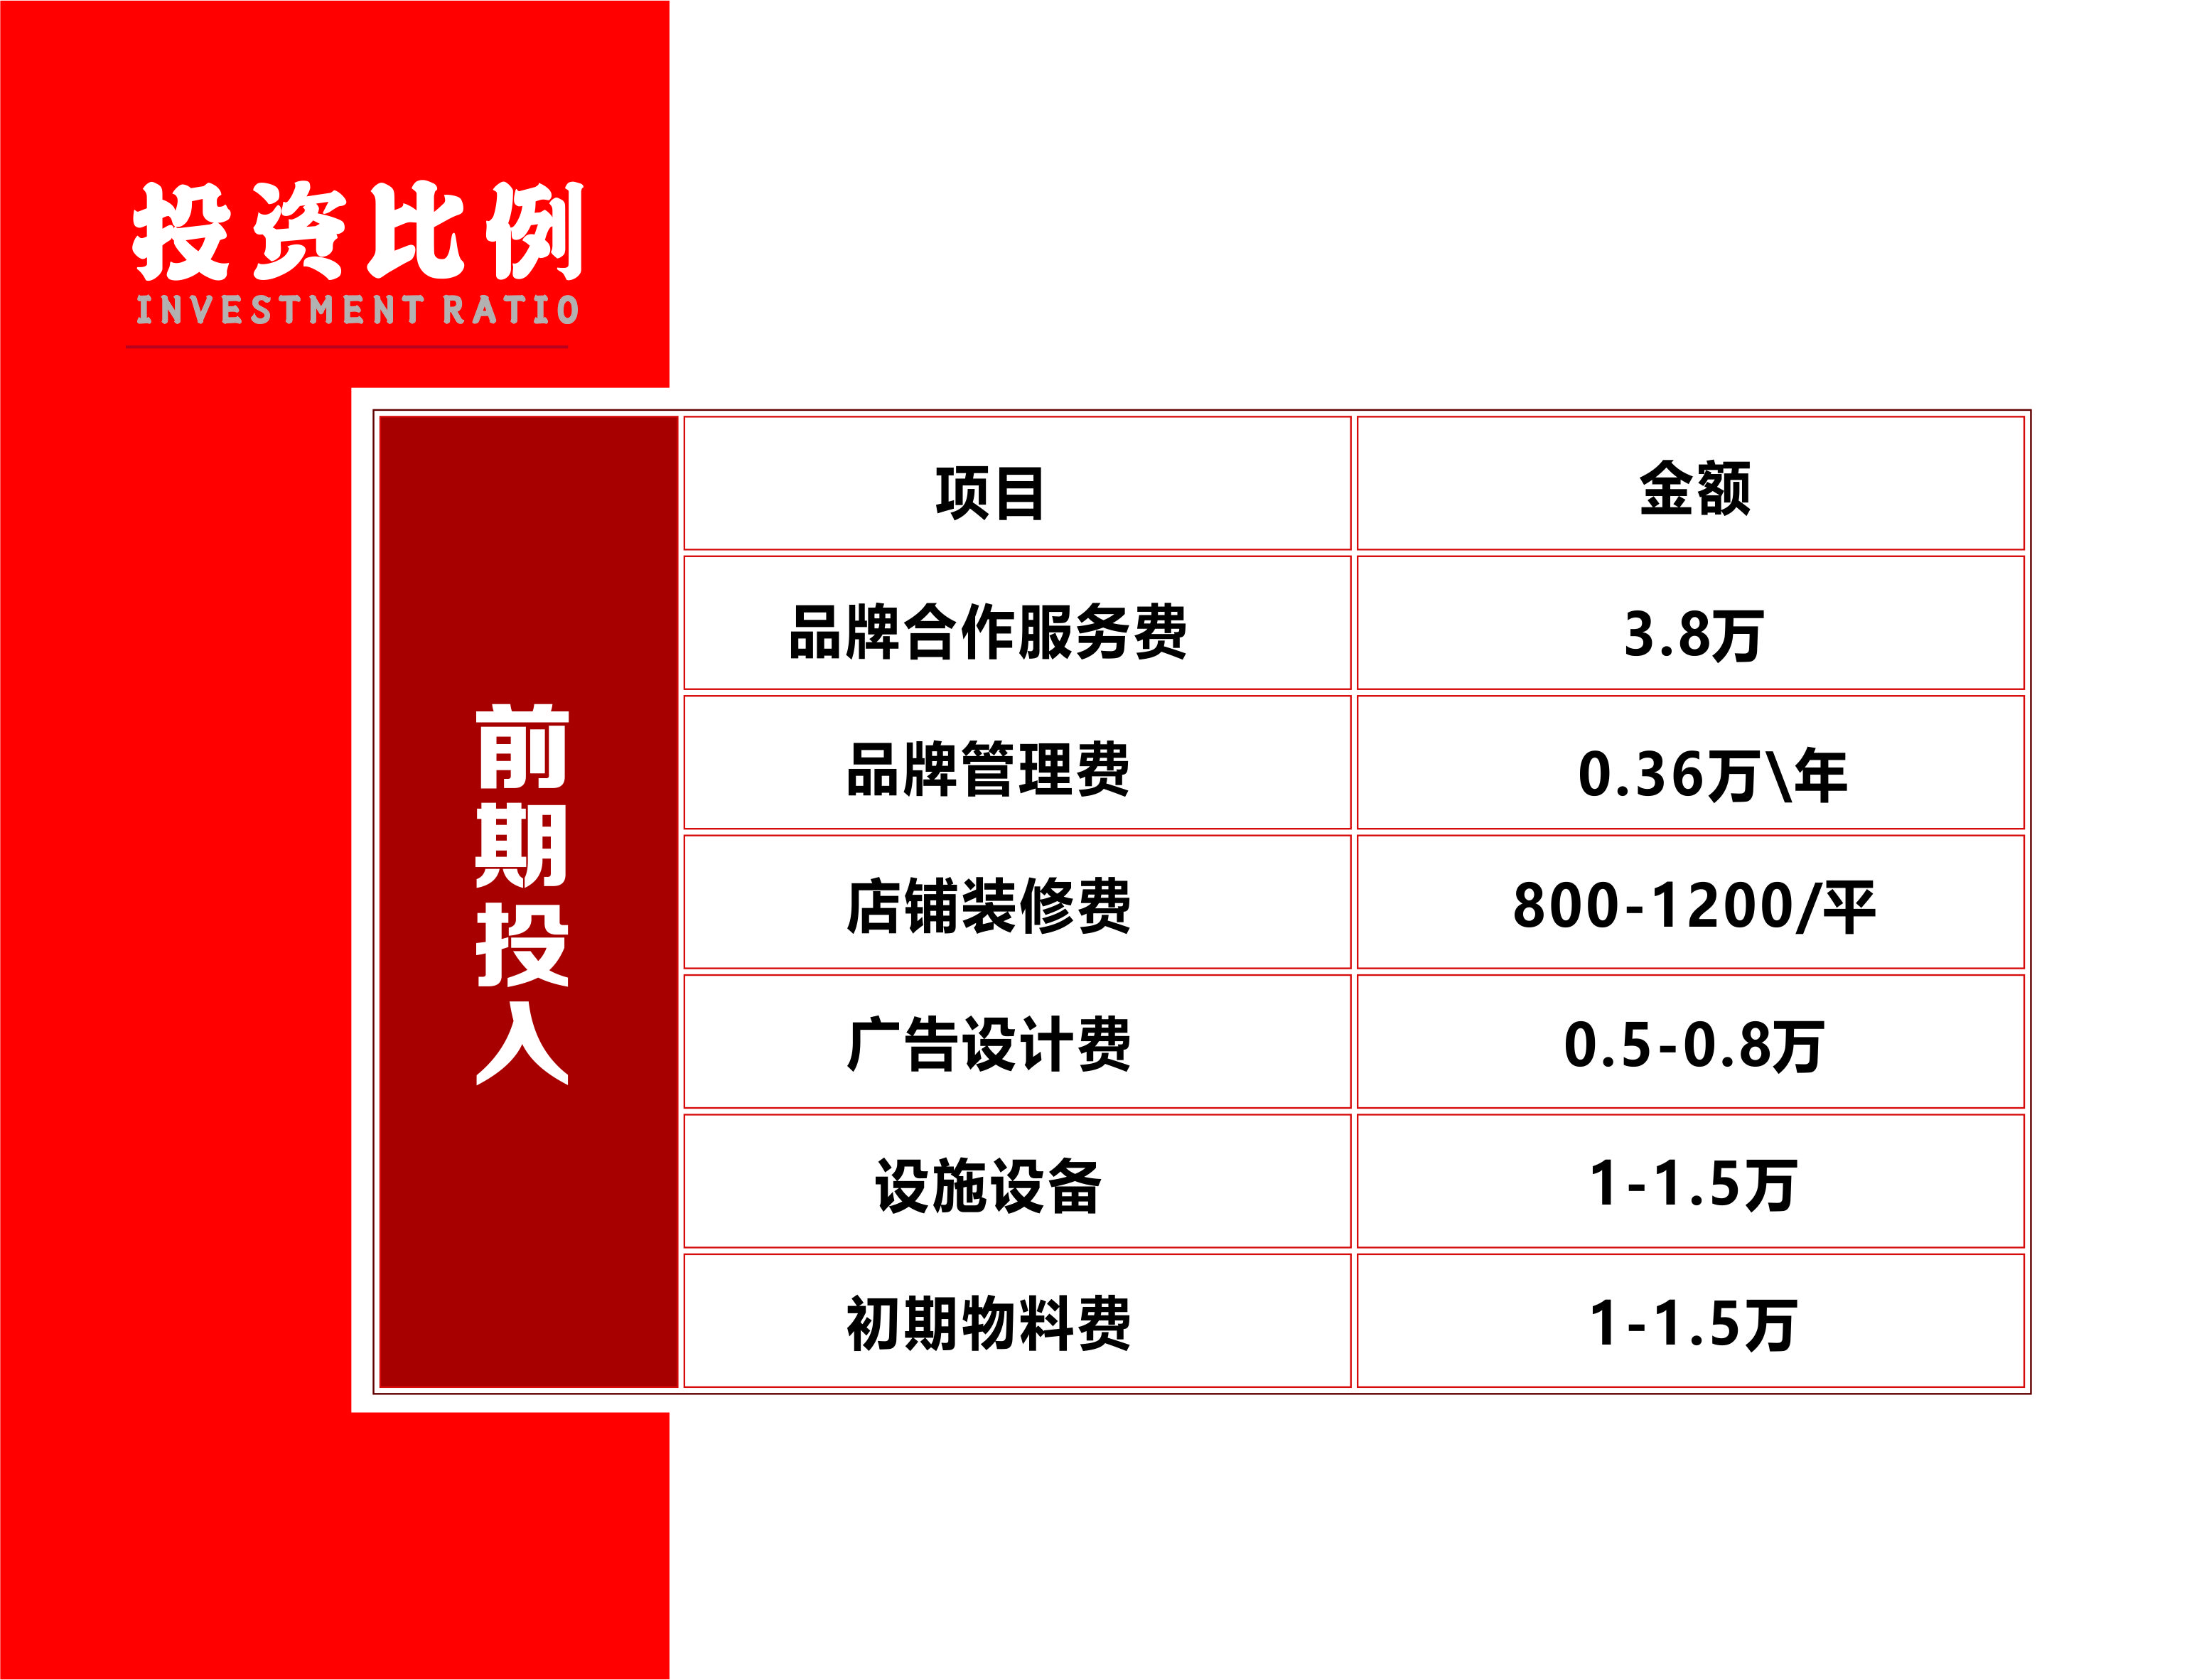 投资比例
INVESTMENT RATIO
前期投入
项目 金额
品牌合作服务费 3.8万
品牌管理费 0.36万\年
店铺装修费 800-1200/平
广告设计费 0.5-0.8万
设施设备 1-1.5万
初期物料费 1-1.5万